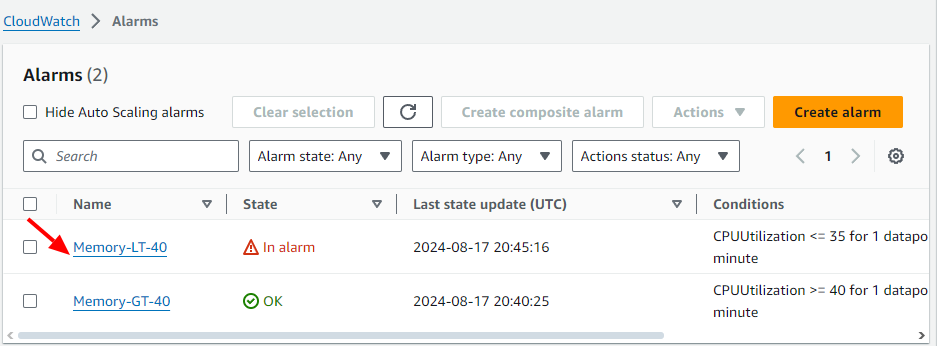 CloudWatch > Alarms
Alarms (2)
Hide Auto Scaling alarms Clear selection Create composite alarm Actions Create alarm
Search Alarm state: Any Alarm type: Any Actions status: Any 1
Name State Last state update (UTC) Conditions
Memory-LT-40 In alarm 2024-08-17 20:45:16 CPUUtilization <= 35 for 1 datapo
minute
Memory-GT-40 OK 2024-08-17 20:40:25 CPUUtilization >= 40 for 1 datapo
minute